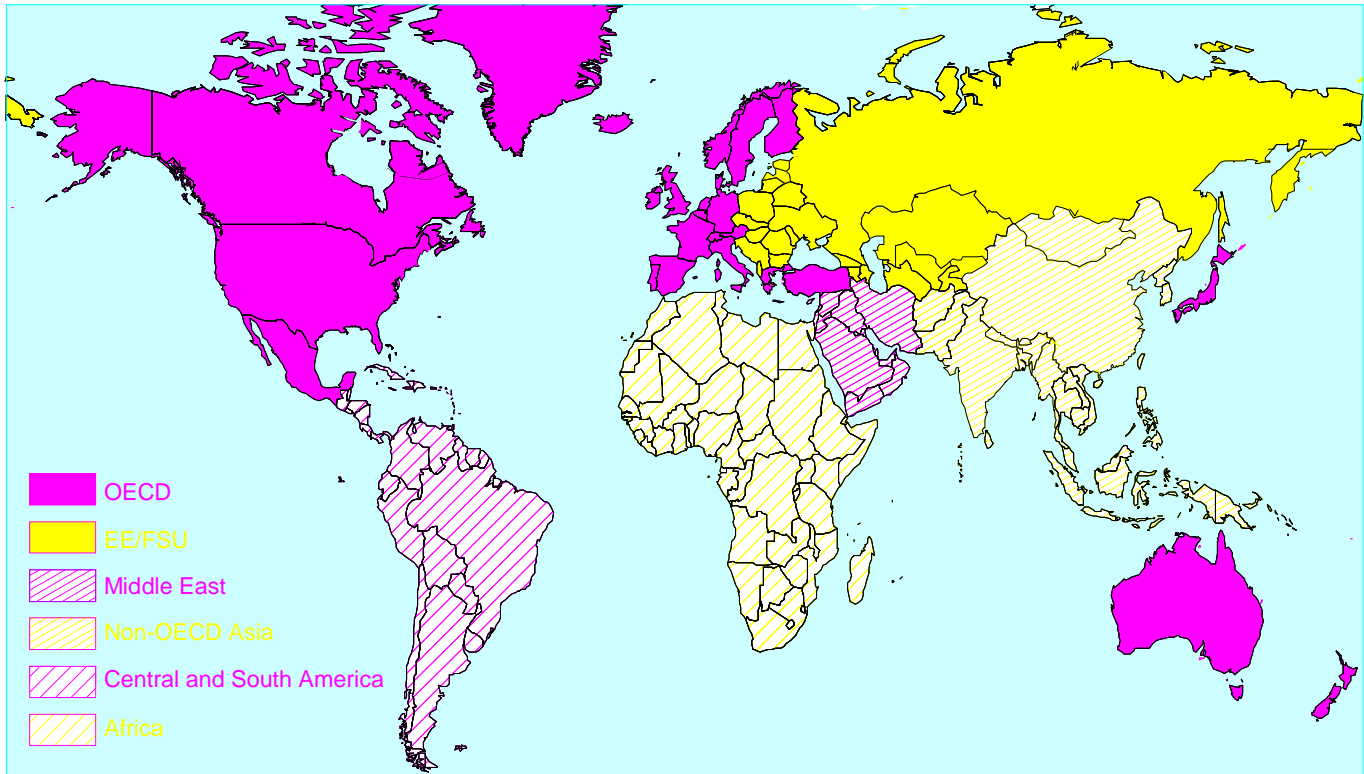 OECD
EE/FSU
Middle East
Non-OECD Asia
Central and South America
Africa